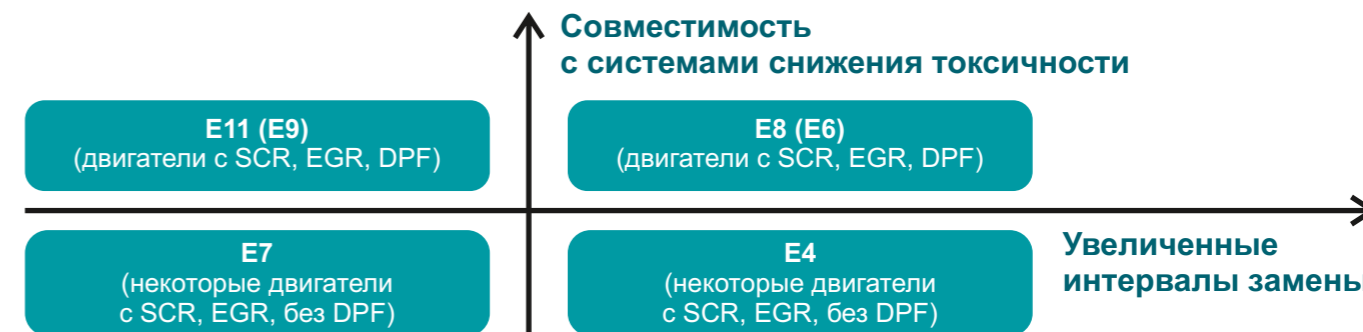 Совместимость
с системами снижения токсичности
E11 (E9)
(двигатели с SCR, EGR, DPF)
E8 (E6)
(двигатели с SCR, EGR, DPF)
E7
(некоторые двигатели
с SCR, EGR, без DPF)
E4
(некоторые двигатели
с SCR, EGR, без DPF)
Увеличенные
интервалы замены